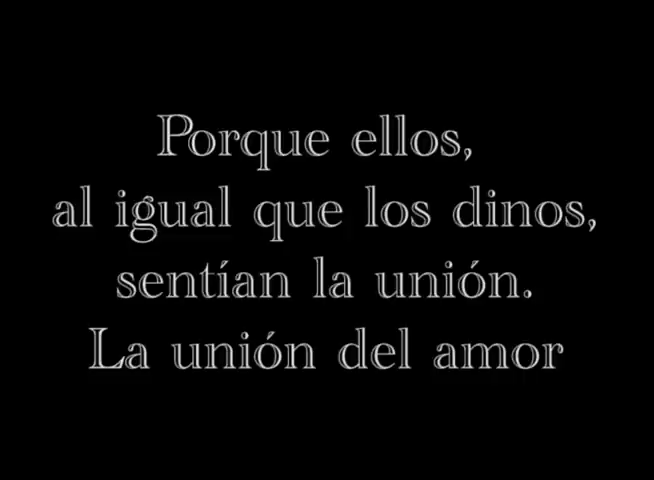 Porque ellos,
al igual que los dinos,
sentían la unión.
La unión del amor